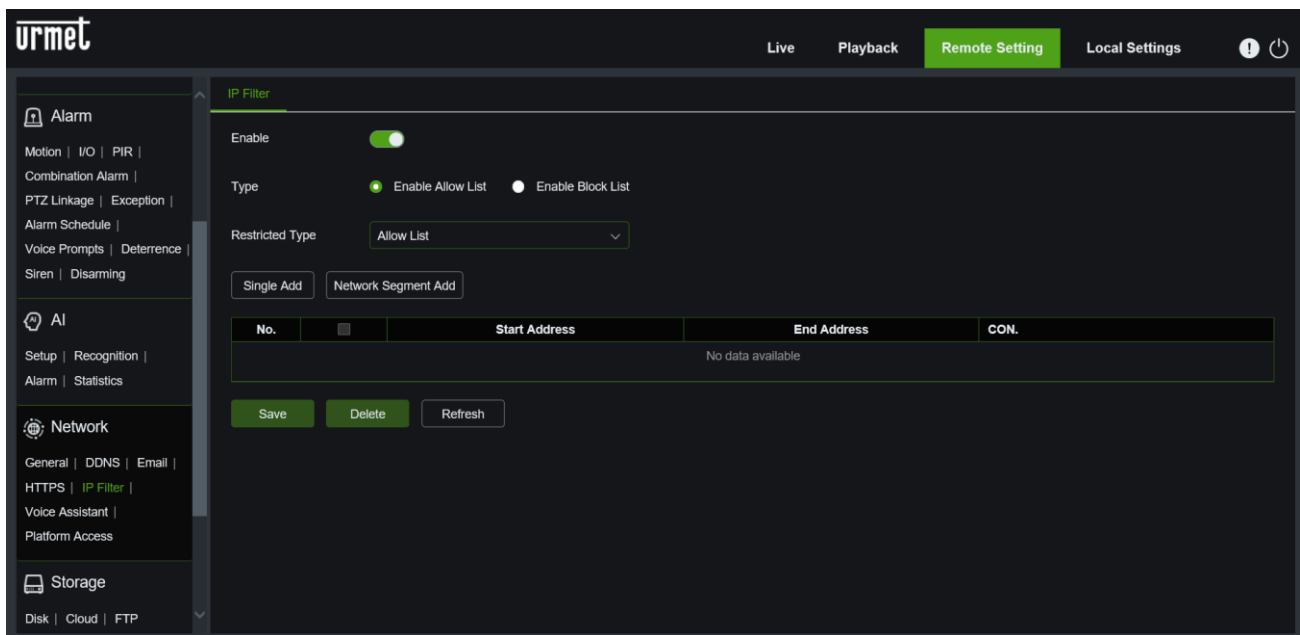 urmet
Live Playback Remote Setting Local Settings
Alarm
Motion | I/O | PIR |
Combination Alarm |
PTZ Linkage | Exception |
Alarm Schedule |
Voice Prompts | Deterrence |
Siren | Disarming
AI
Setup | Recognition |
Alarm | Statistics
Network
General | DDNS | Email |
HTTPS | IP Filter |
Voice Assistant |
Platform Access
Storage
Disk | Cloud | FTP
IP Filter
Enable
Type Enable Allow List Enable Block List
Restricted Type Allow List
Single Add Network Segment Add
No. Start Address End Address CON.
No data available
Save Delete Refresh